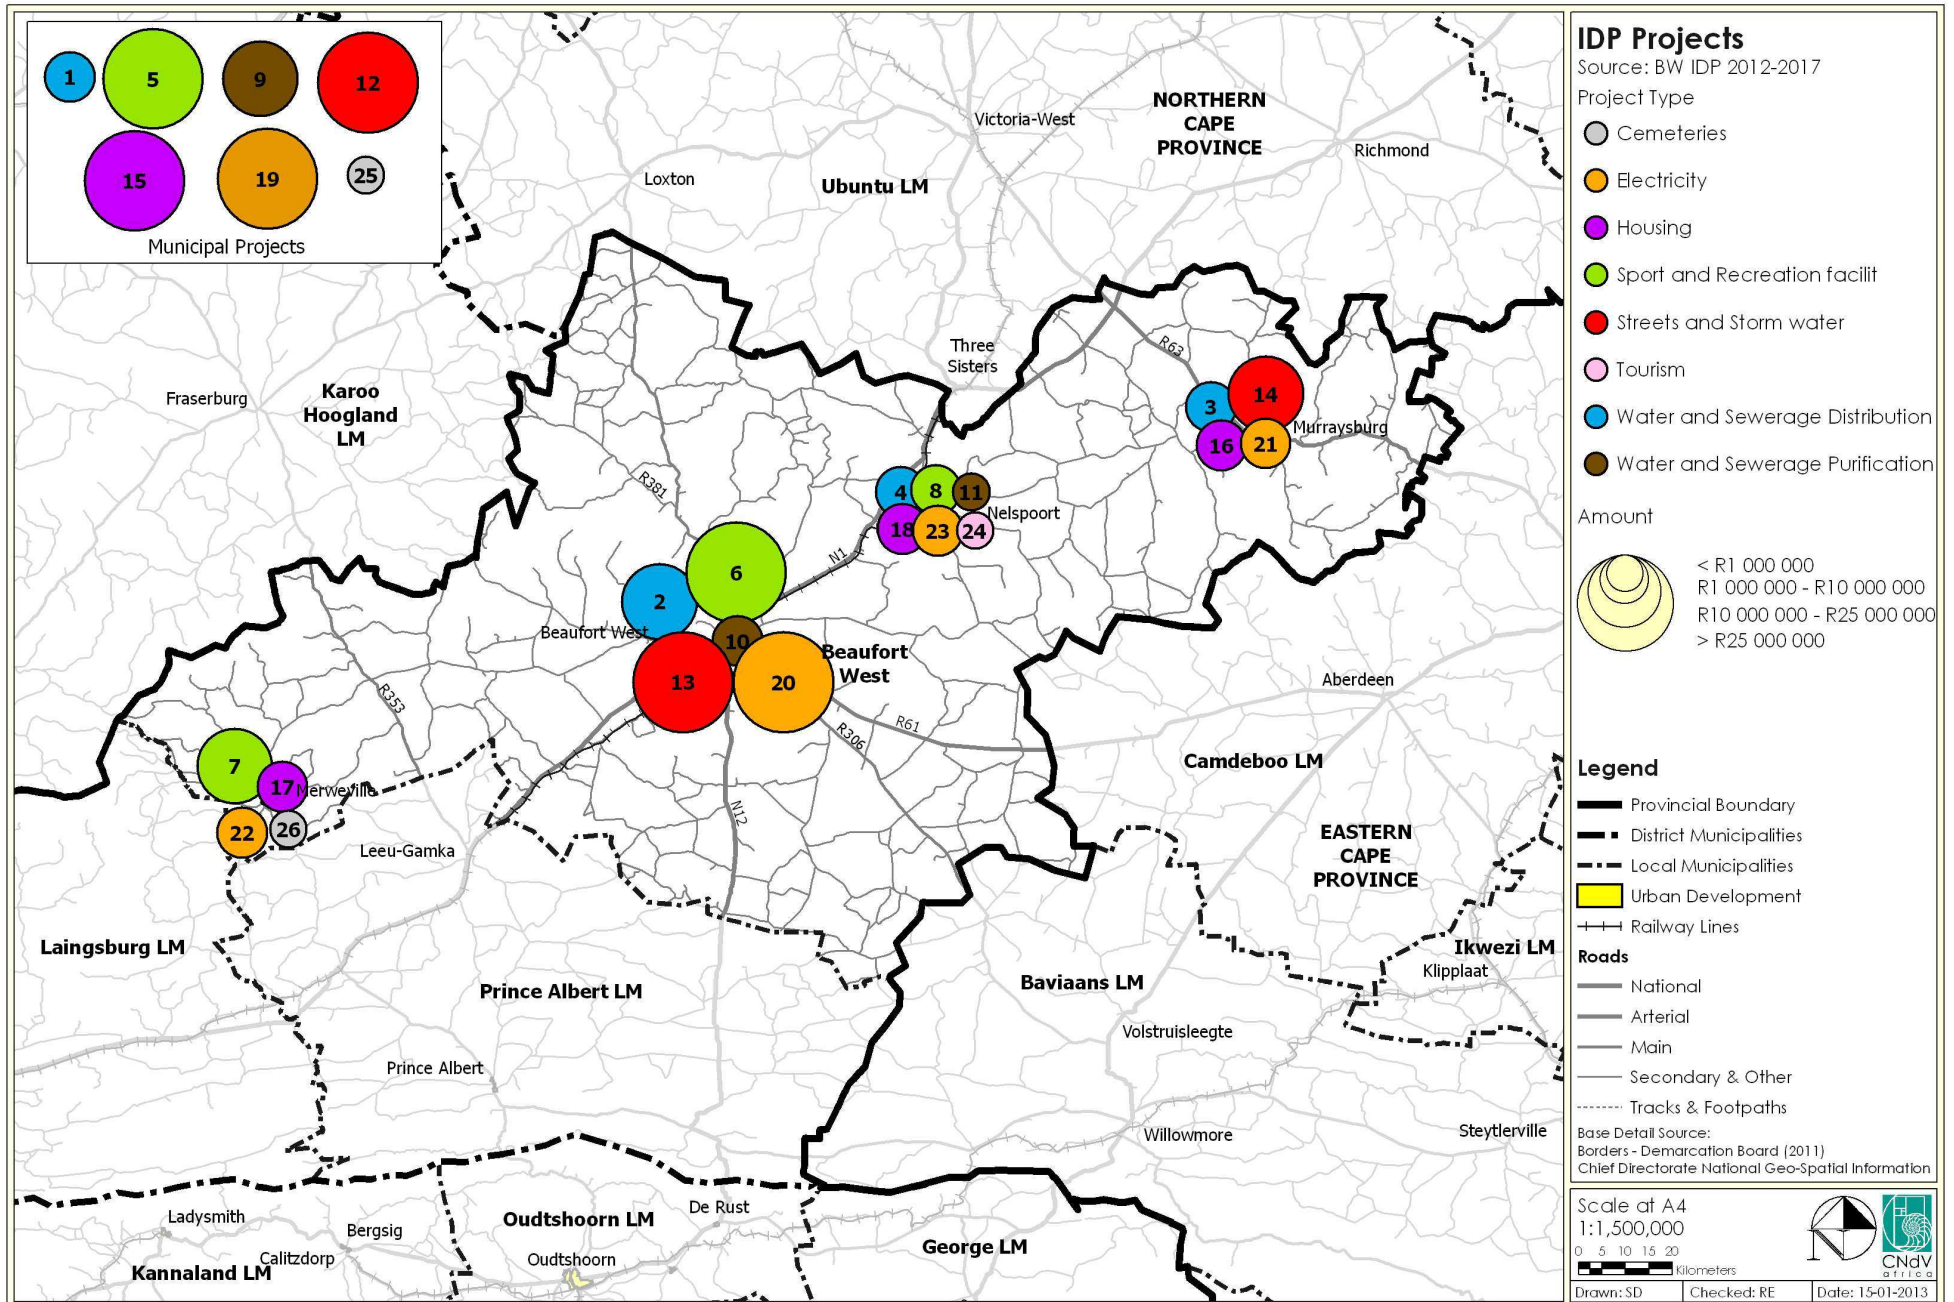 1
5
9
12
15
19
25
Municipal Projects
NORTHERN
CAPE
PROVINCE
Victoria-West
Richmond
Loxton
Ubuntu LM
Three
Sisters
R63
Fraserburg
Karoo
Hoogland
LM
3
14
Murraysburg
16
21
R381
4
8
11
Nelspoort
18
23
24
N1
6
2
Beaufort West
10
Beaufort
West
13
20
R61
R306
R353
Aberdeen
7
17
Merweville
22
26
Leeu-Gamka
N12
Camdeboo LM
EASTERN
CAPE
PROVINCE
Laingsburg LM
Prince Albert LM
Baviaans LM
Ikwezi LM
Klipplaat
Volstruisleegte
Prince Albert
Willowmore
Steytlerville
Ladysmith
Bergsig
Calitzdorp
Kannaland LM
Oudtshoorn LM
Oudtshoorn
De Rust
George LM
IDP Projects
Source: BW IDP 2012-2017
Project Type
Cemeteries
Electricity
Housing
Sport and Recreation facilit
Streets and Storm water
Tourism
Water and Sewerage Distribution
Water and Sewerage Purification
Amount
< R1 000 000
R1 000 000 - R10 000 000
R10 000 000 - R25 000 000
> R25 000 000
Legend
Provincial Boundary
District Municipalities
Local Municipalities
Urban Development
Railway Lines
Roads
National
Arterial
Main
Secondary & Other
Tracks & Footpaths
Base Detail Source:
Borders - Demarcation Board (2011)
Chief Directorate National Geo-Spatial Information
Scale at A4
1:1,500,000
0 5 10 15 20
Kilometers
N
CNdV
africa
Drawn: SD
Checked: RE
Date: 15-01-2013